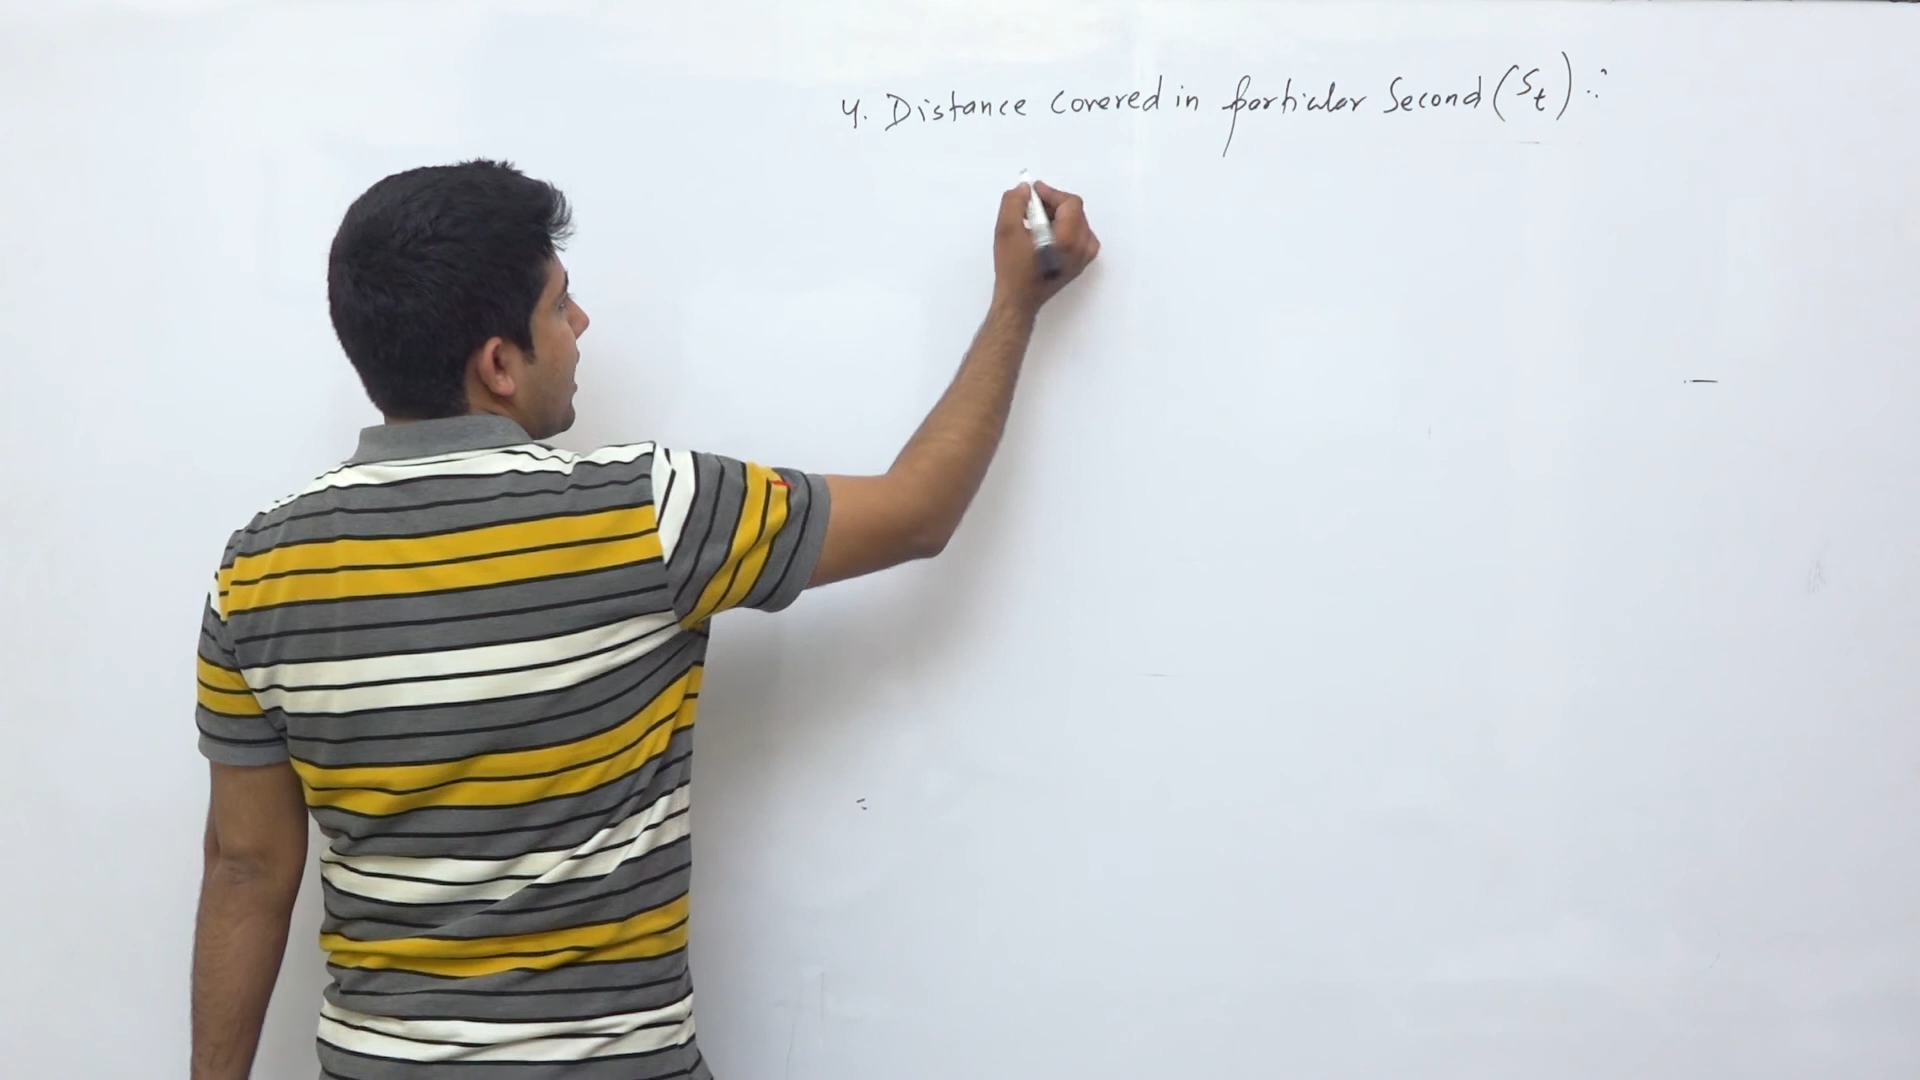 4. Distance covered in particular Second (St) :-